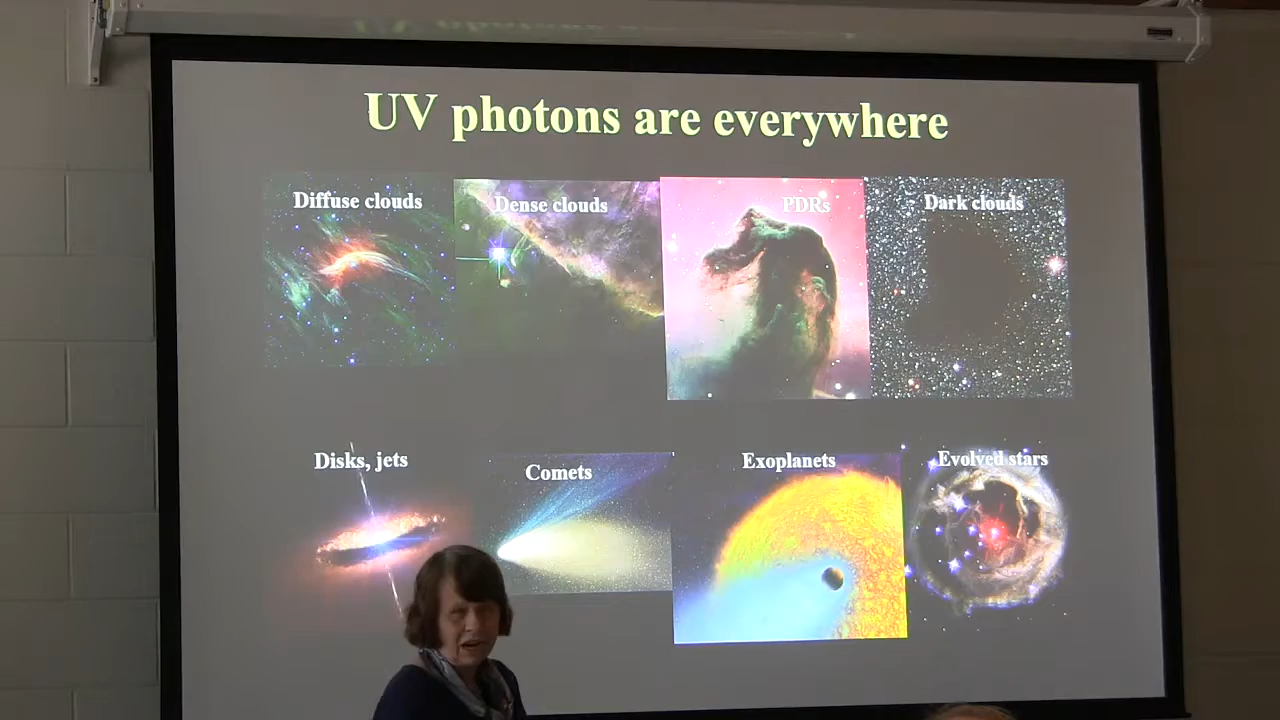 UV photons are everywhere
Diffuse clouds
Dense clouds
PDRs
Dark clouds
Disks, jets
Comets
Exoplanets
Evolved stars